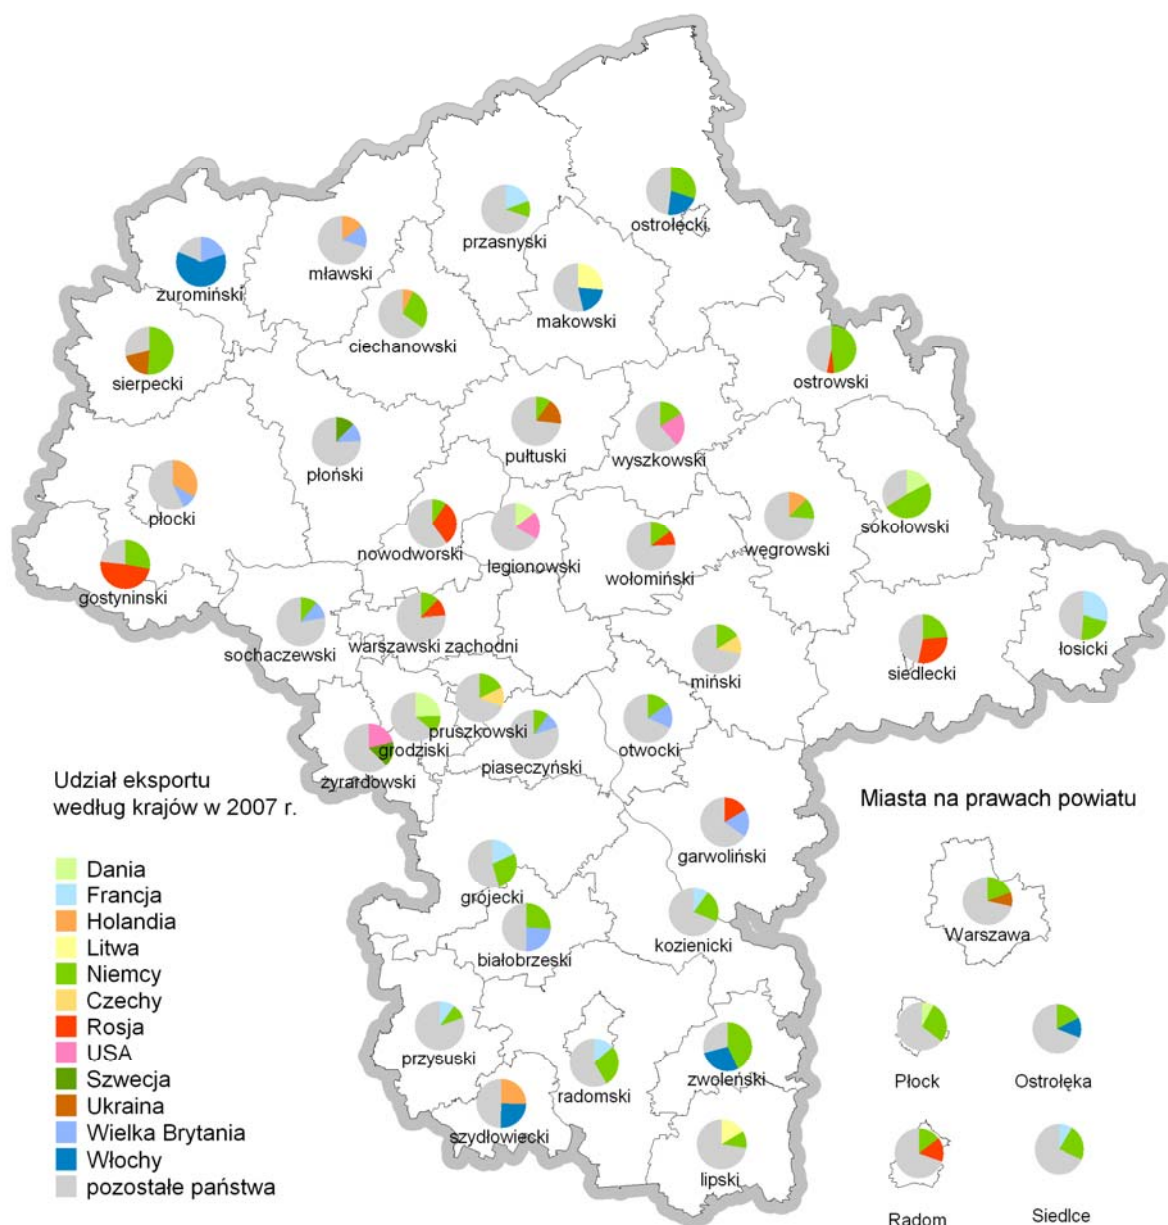 ostrołęcki
przasnyski
mławski
żuromiński
makowski
ciechanowski
sierpecki
ostrowski
płoński
pułtuski
wyszkowski
płocki
sokołowski
nowodworski
legionowski
wołomiński
węgrowski
gostyninski
sochaczewski
warszawski zachodni
miński
siedlecki
łosicki
pruszkowski
grodziski
piaseczyński
otwocki
żyrardowski
garwoliński
grójecki
kozienicki
białobrzeski
przysuski
radomski
zwoleński
szydłowiecki
lipski
Udział eksportu
według krajów w 2007 r.
Dania
Francja
Holandia
Litwa
Niemcy
Czechy
Rosja
USA
Szwecja
Ukraina
Wielka Brytania
Włochy
pozostałe państwa
Miasta na prawach powiatu
Warszawa
Płock
Ostrołęka
Radom
Siedlce